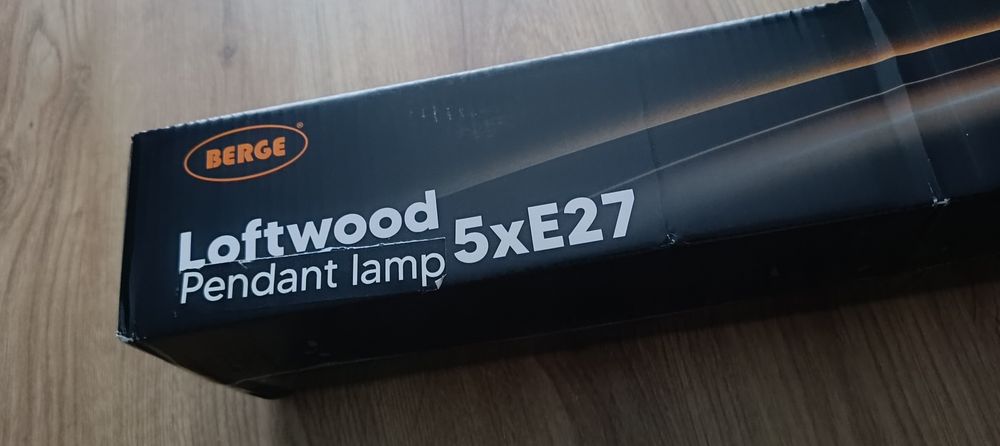 BERGE®
Loftwood 5xE27
Pendant lamp